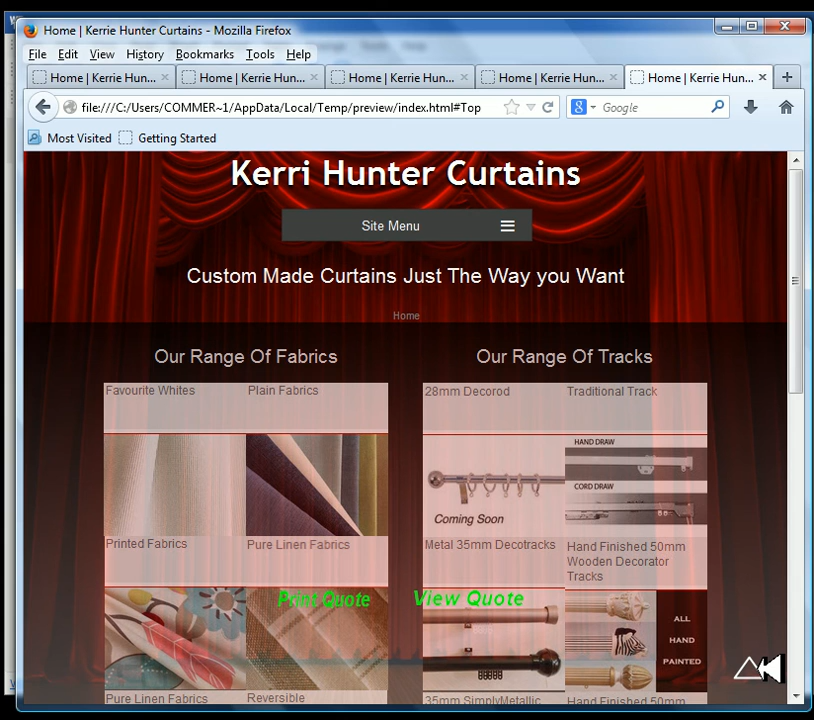 Home | Kerrie Hunter Curtains - Mozilla Firefox
File Edit View History Bookmarks Tools Help
Home | Kerrie Hun... Home | Kerrie Hun... Home | Kerrie Hun... Home | Kerrie Hun... Home | Kerrie Hun...
file:///C:/Users/COMMER~1/AppData/Local/Temp/preview/index.html#Top
Google
Most Visited Getting Started
Kerri Hunter Curtains
Site Menu
Custom Made Curtains Just The Way you Want
Home
Our Range Of Fabrics Our Range Of Tracks
Favourite Whites Plain Fabrics 28mm Decorod Traditional Track
HAND DRAW
CORD DRAW
Coming Soon
Printed Fabrics Pure Linen Fabrics Metal 35mm Decotracks Hand Finished 50mm
Wooden Decorator
Tracks
Print Quote View Quote
ALL
HAND
PAINTED
Pure Linen Fabrics Reversible 35mm SimplyMetallic Hand Finished 50mm